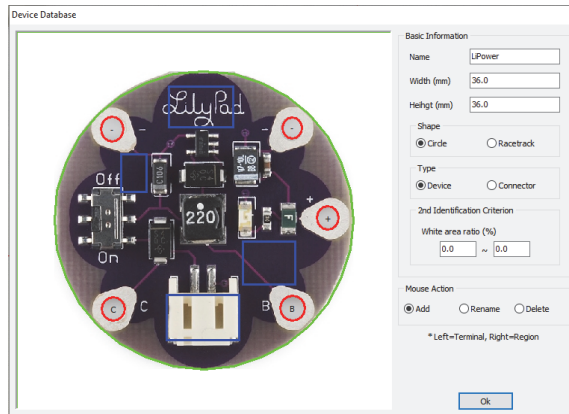 Device Database
Basic Information
Name LiPower
Width (mm) 36.0
Heihgt (mm) 36.0
Shape
Circle Racetrack
Type
Device Connector
2nd Identification Criterion
White area ratio (%)
0.0 ~ 0.0
Mouse Action
Add Rename Delete
*Left=Terminal, Right=Region
Ok
LilyPad
- - - -
Off
220
F
+
+
On
C C B B